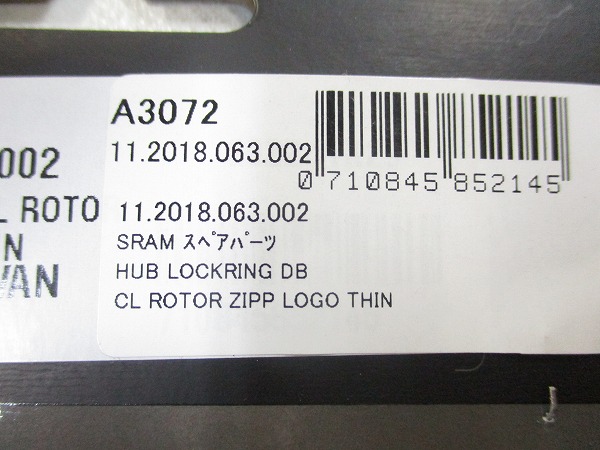 A3072
11.2018.063.002
0 710845 852145
11.2018.063.002
SRAM ｽﾍﾟｱﾊﾟｰﾂ
HUB LOCKRING DB
CL ROTOR ZIPP LOGO THIN
.002
L ROTO
N
WAN